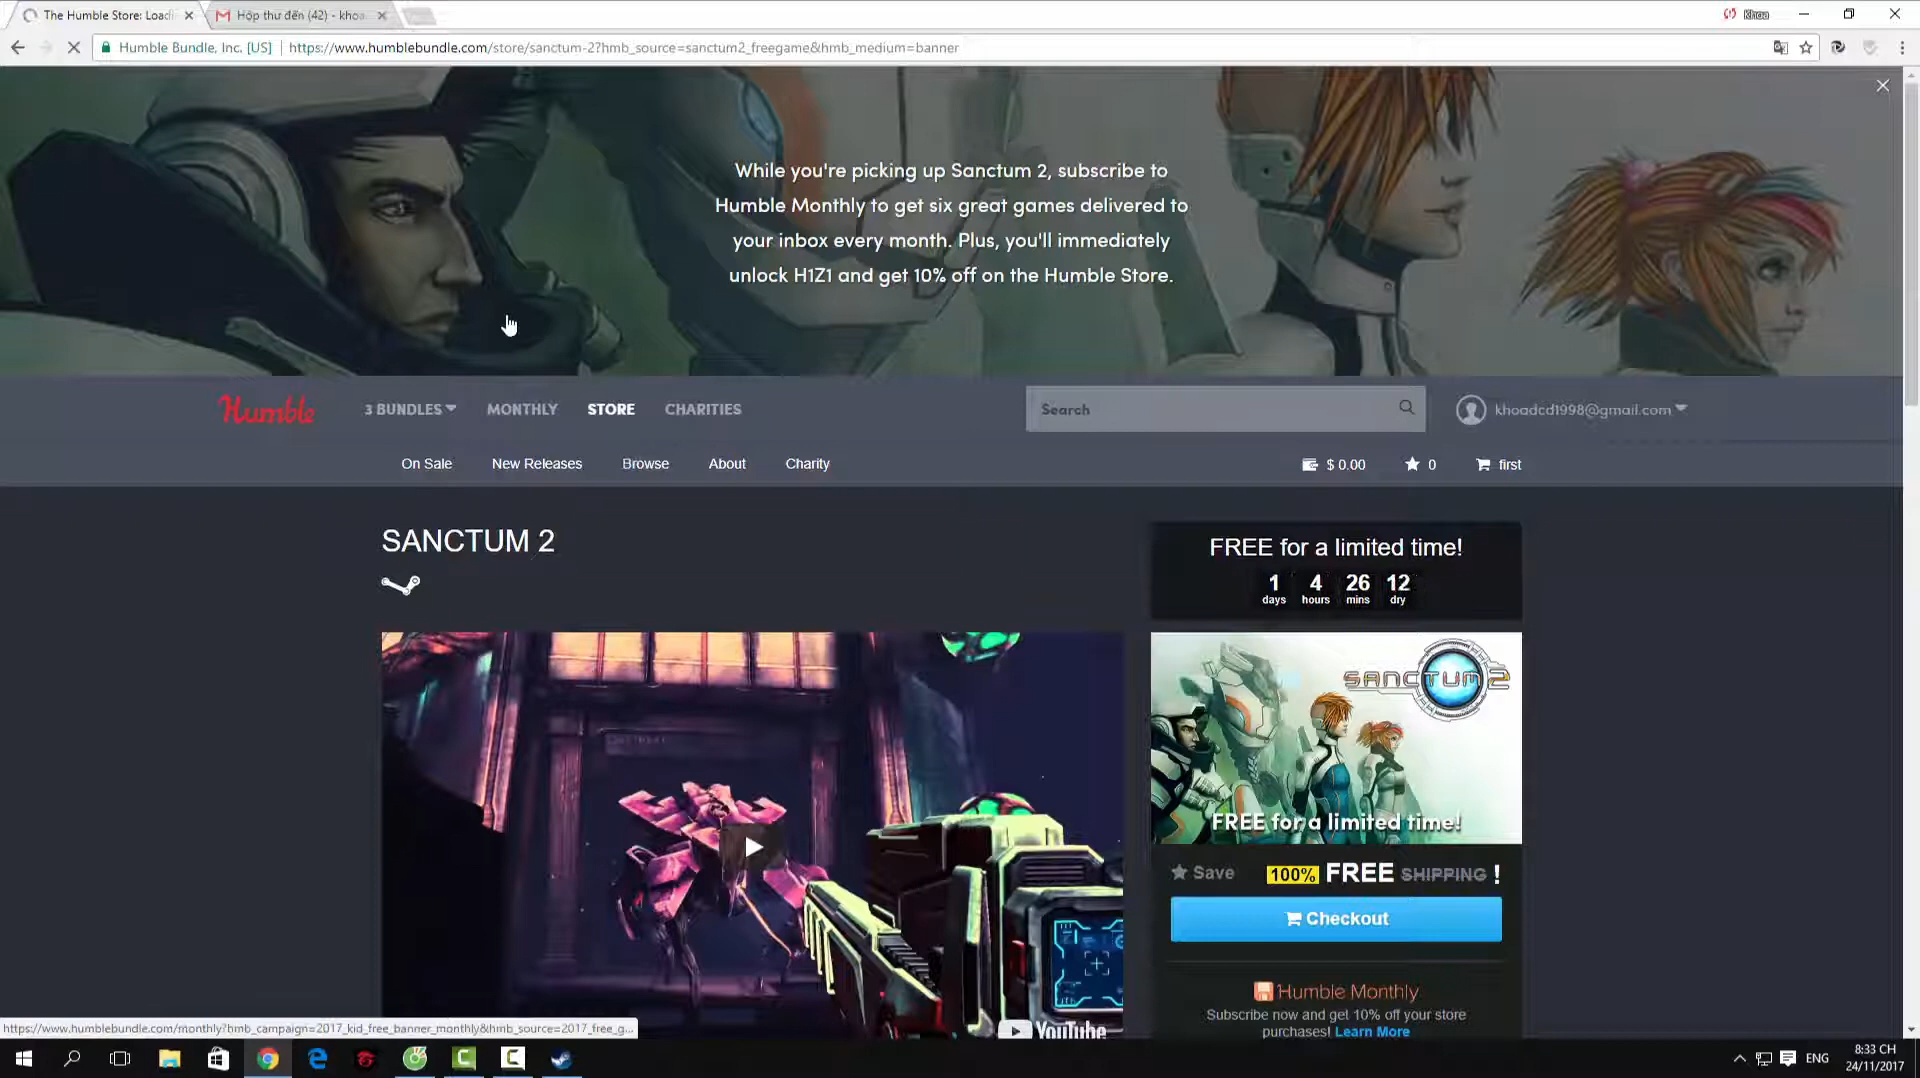 The Humble Store: Loadi
Hộp thư đến (42) - khoa
Khoa
Humble Bundle, Inc. [US]
https://www.humblebundle.com/store/sanctum-2?hmb_source=sanctum2_freegame&hmb_medium=banner
While you're picking up Sanctum 2, subscribe to
Humble Monthly to get six great games delivered to
your inbox every month. Plus, you'll immediately
unlock H1Z1 and get 10% off on the Humble Store.
Humble
3 BUNDLES
MONTHLY
STORE
CHARITIES
Search
khoadcd1998@gmail.com
On Sale
New Releases
Browse
About
Charity
$ 0.00
0
first
SANCTUM 2
FREE for a limited time!
1 4 26 12
days hours mins dry
SANCTUM 2
FREE for a limited time!
Save
100% FREE SHIPPING !
Checkout
Humble Monthly
Subscribe now and get 10% off your store
purchases! Learn More
YouTube
https://www.humblebundle.com/monthly?hmb_campaign=2017_kid_free_banner_monthly&hmb_source=2017_free_g...
ENG
8:33 CH
24/11/2017